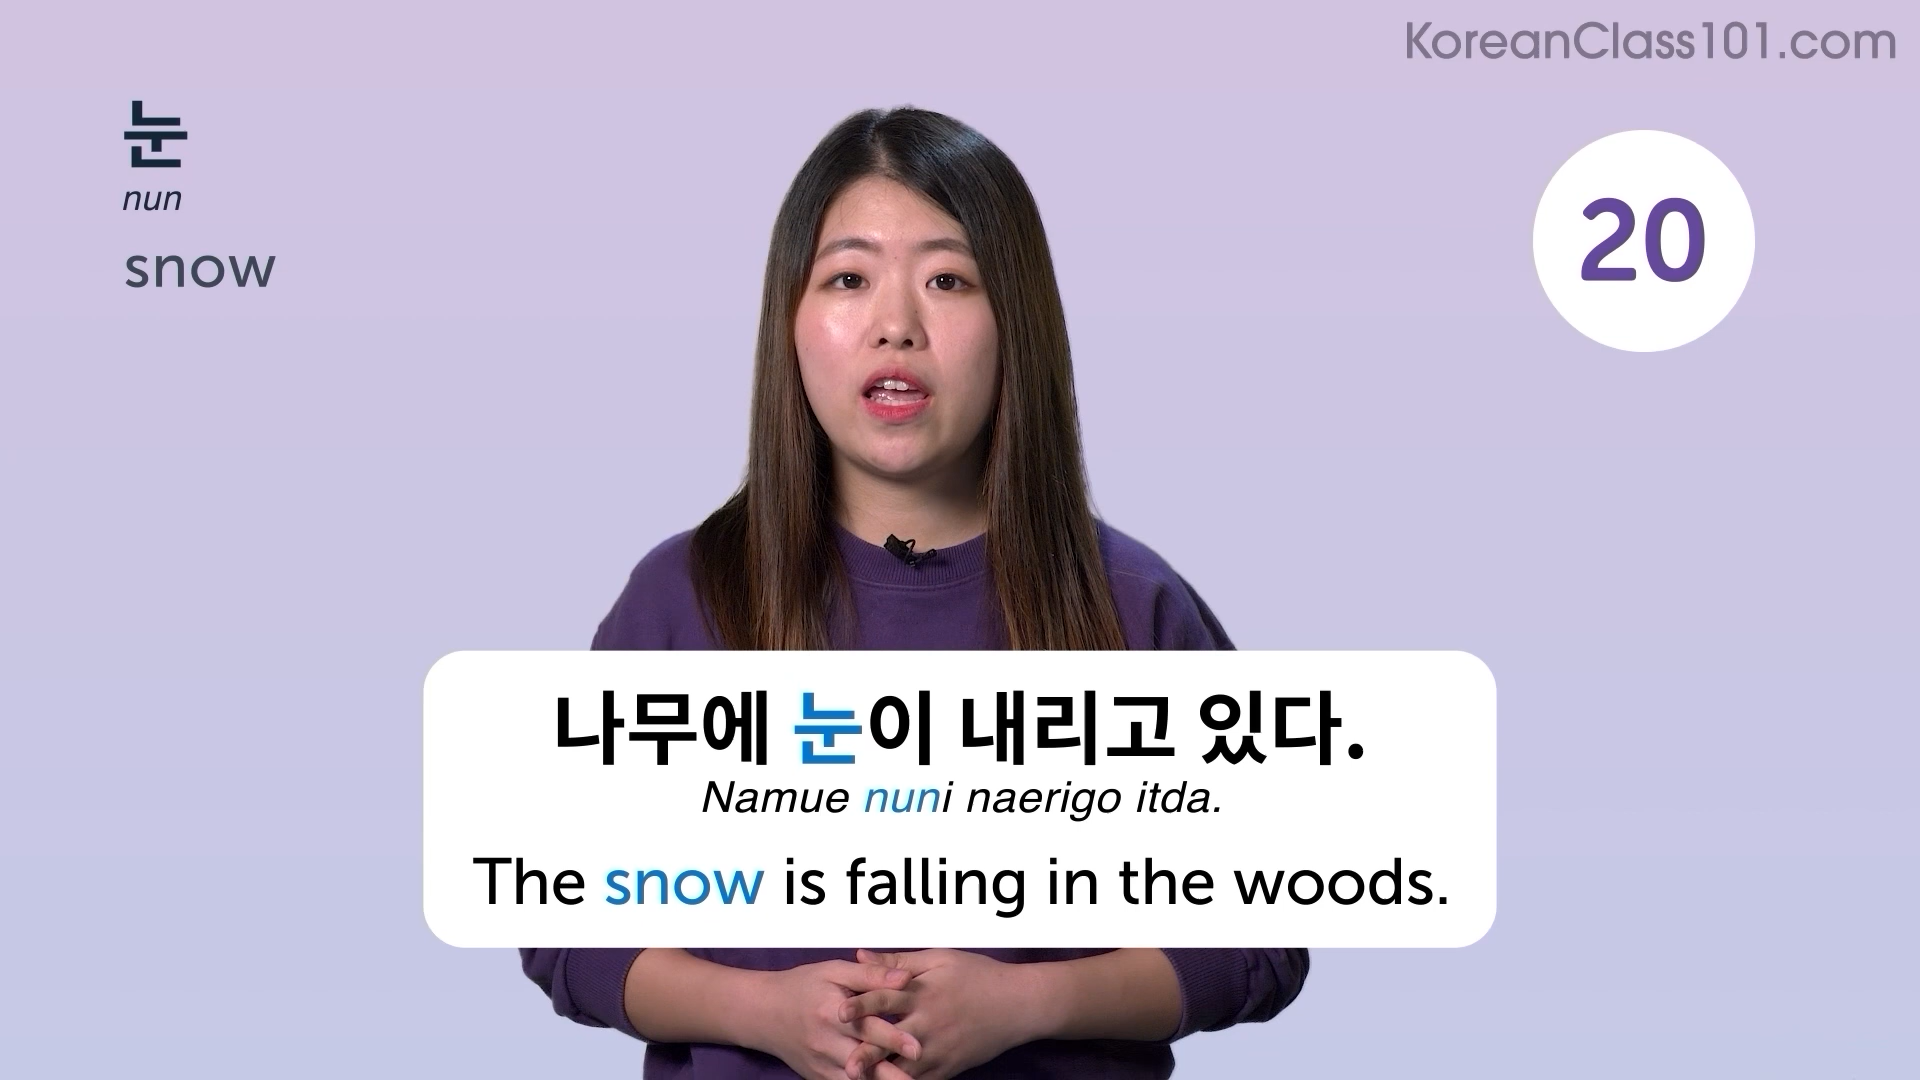 KoreanClass101.com
눈
nun
snow
20
나무에 눈이 내리고 있다.
Namue nuni naerigo itda.
The snow is falling in the woods.